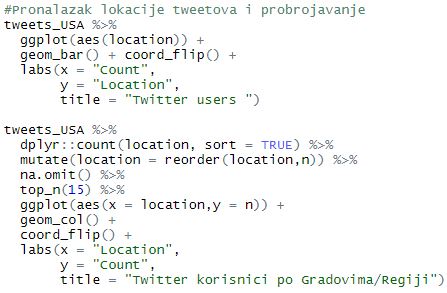 #Pronalazak lokacije tweetova i probrojavanje
tweets_USA %>%
  ggplot(aes(location)) +
  geom_bar() + coord_flip() +
  labs(x = "Count",
       y = "Location",
       title = "Twitter users ")

tweets_USA %>%
  dplyr::count(location, sort = TRUE) %>%
  mutate(location = reorder(location,n)) %>%
  na.omit() %>%
  top_n(15) %>%
  ggplot(aes(x = location,y = n)) +
  geom_col() +
  coord_flip() +
  labs(x = "Location",
       y = "Count",
       title = "Twitter korisnici po Gradovima/Regiji")